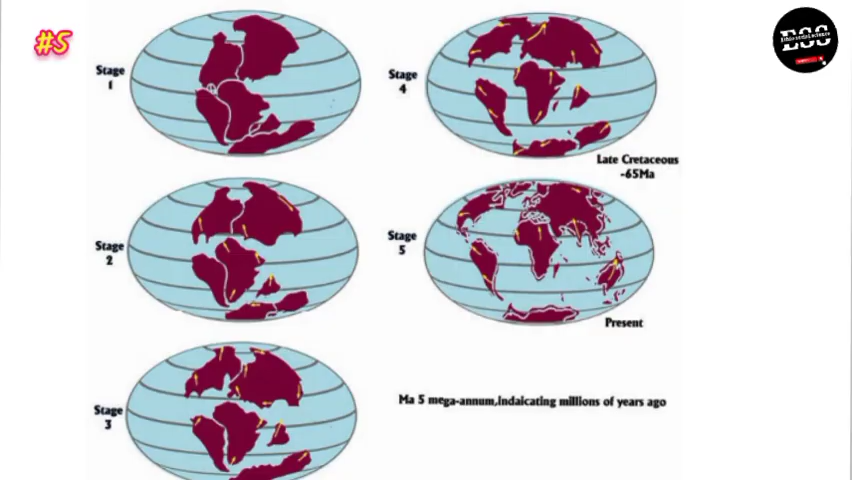 #5
Stage
1
Stage
4
ESS
Late Cretaceous
-65Ma
Stage
2
Stage
5
Present
Stage
3
Ma 5 mega-annum,indaicating millions of years ago